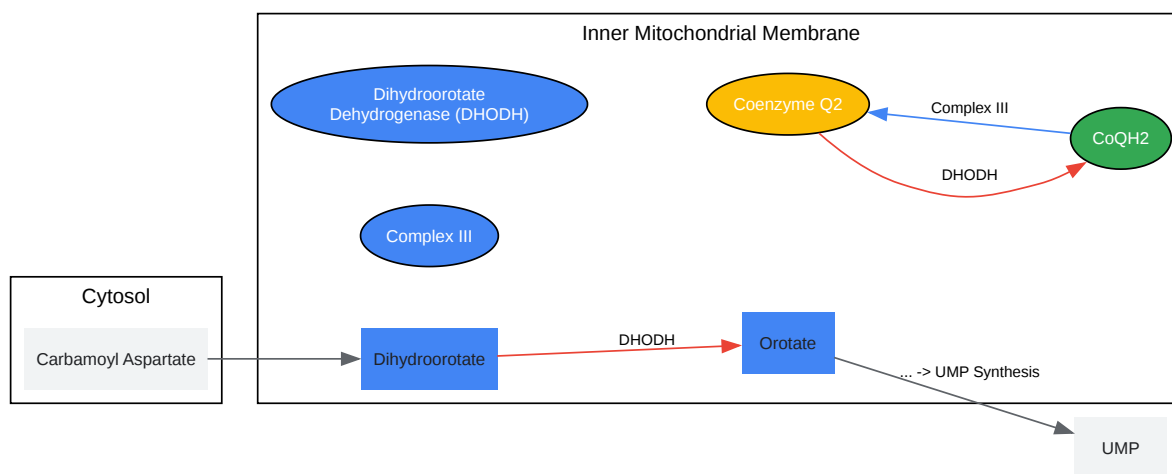 Inner Mitochondrial Membrane
Dihydroorotate
Dehydrogenase (DHODH)
Coenzyme Q2
Complex III
CoQH2
DHODH
Complex III
Cytosol
Carbamoyl Aspartate
Dihydroorotate
DHODH
Orotate
... -> UMP Synthesis
UMP